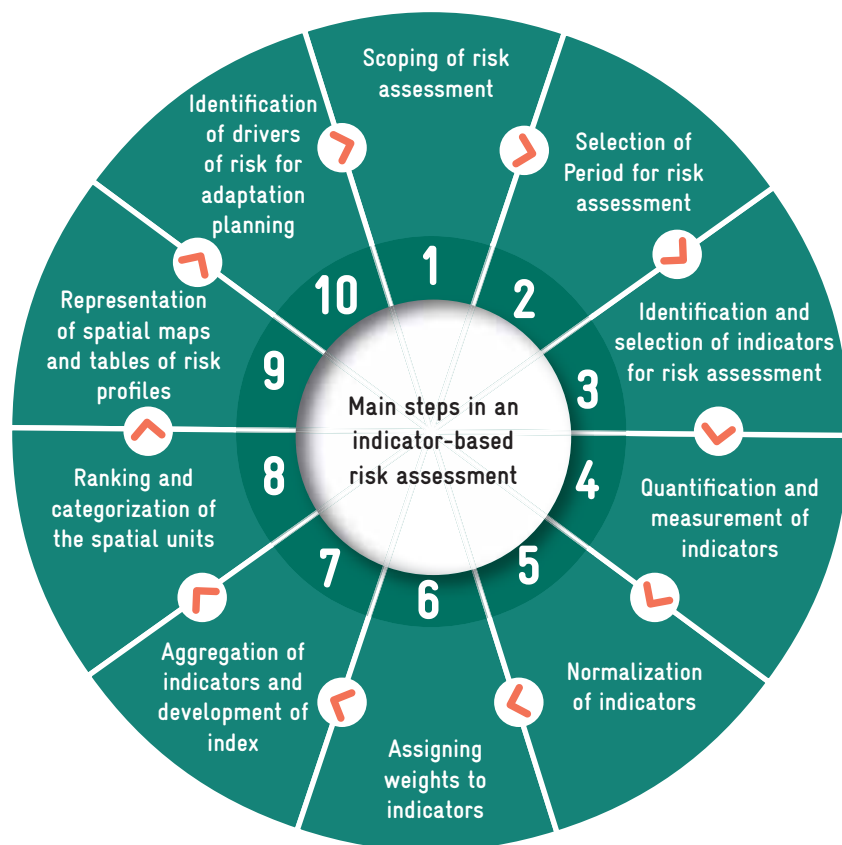 Main steps in an
indicator-based
risk assessment
1
Scoping of risk
assessment
2
Selection of
Period for risk
assessment
3
Identification and
selection of indicators
for risk assessment
4
Quantification and
measurement of
indicators
5
Normalization
of indicators
6
Assigning
weights to
indicators
7
Aggregation of
indicators and
development of
index
8
Ranking and
categorization of
the spatial units
9
Representation
of spatial maps
and tables of risk
profiles
10
Identification
of drivers
of risk for
adaptation
planning